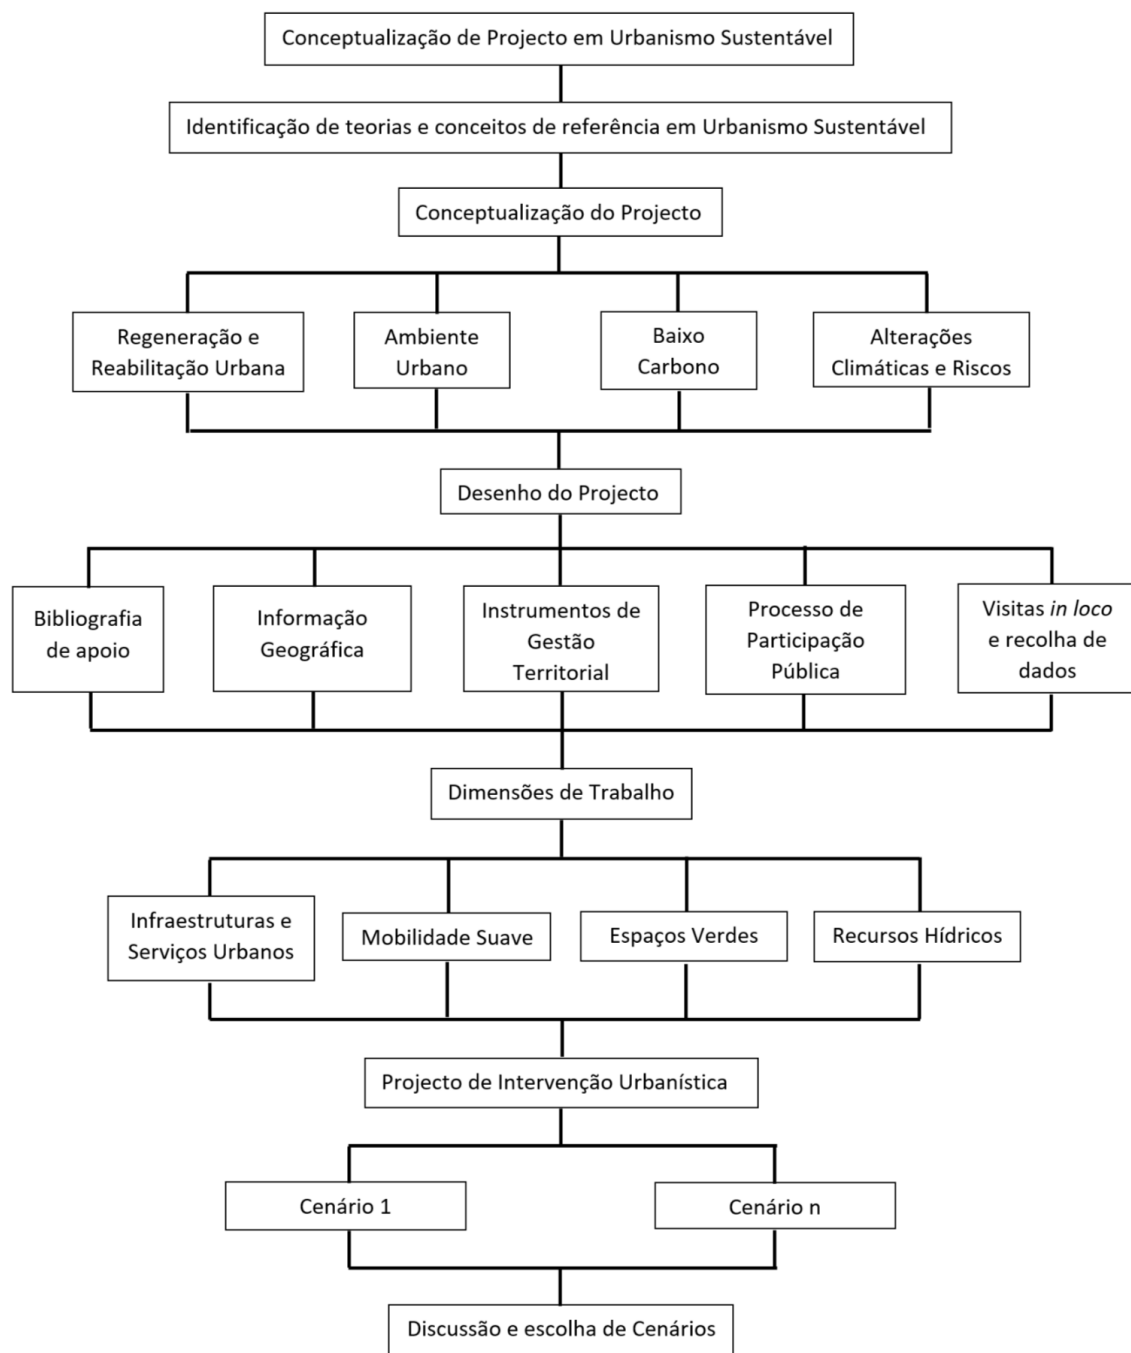 Conceptualização de Projecto em Urbanismo Sustentável
Identificação de teorias e conceitos de referência em Urbanismo Sustentável
Conceptualização do Projecto
Regeneração e
Reabilitação Urbana
Ambiente
Urbano
Baixo
Carbono
Alterações
Climáticas e Riscos
Desenho do Projecto
Bibliografia
de apoio
Informação
Geográfica
Instrumentos de
Gestão
Territorial
Processo de
Participação
Pública
Visitas in loco
e recolha de
dados
Dimensões de Trabalho
Infraestruturas e
Serviços Urbanos
Mobilidade Suave
Espaços Verdes
Recursos Hídricos
Projecto de Intervenção Urbanística
Cenário 1
Cenário n
Discussão e escolha de Cenários